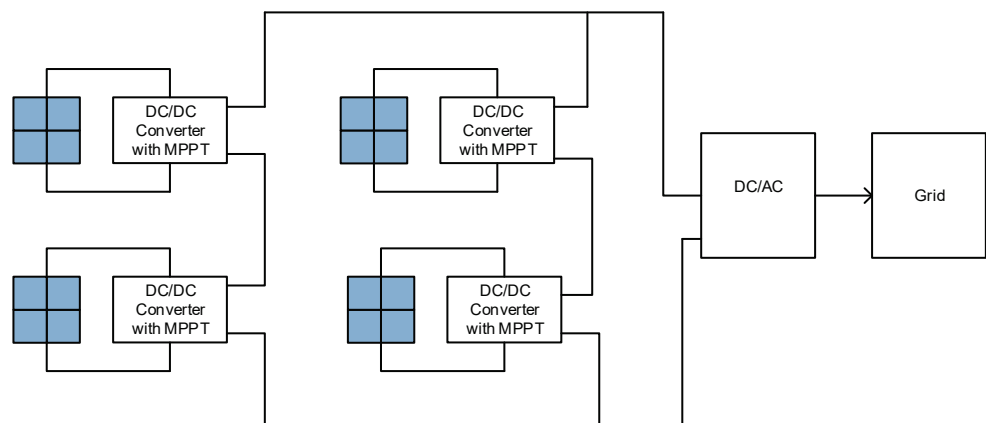 DC/DC
Converter
with MPPT
DC/DC
Converter
with MPPT
DC/AC
Grid
DC/DC
Converter
with MPPT
DC/DC
Converter
with MPPT